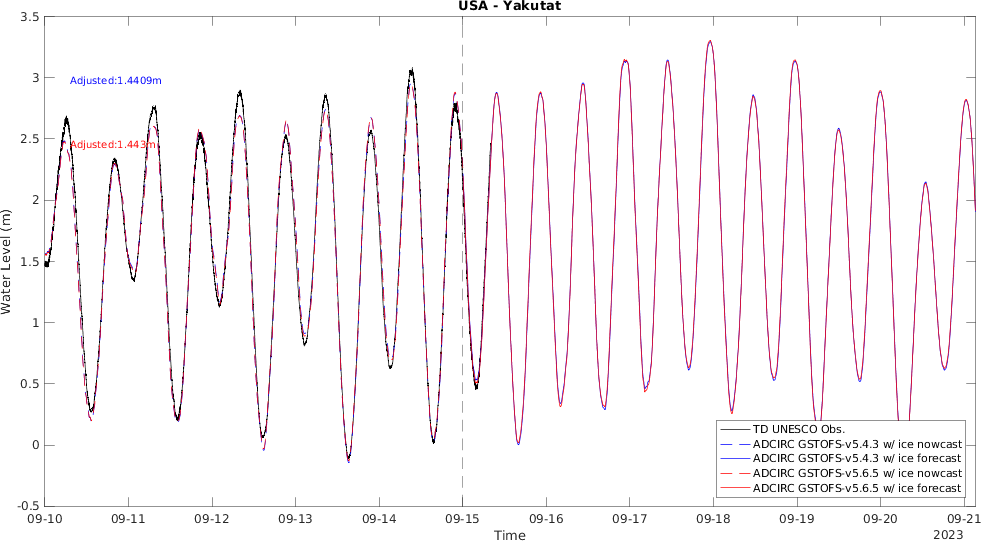 USA - Yakutat
3.5
3
2.5
2
1.5
1
0.5
0
-0.5
Water Level (m)
Adjusted:1.4409m
Adjusted:1.443m
TD UNESCO Obs.
ADCIRC GSTOFS-v5.4.3 w/ ice nowcast
ADCIRC GSTOFS-v5.4.3 w/ ice forecast
ADCIRC GSTOFS-v5.6.5 w/ ice nowcast
ADCIRC GSTOFS-v5.6.5 w/ ice forecast
09-10 09-11 09-12 09-13 09-14 09-15 09-16 09-17 09-18 09-19 09-20 09-21
Time
2023